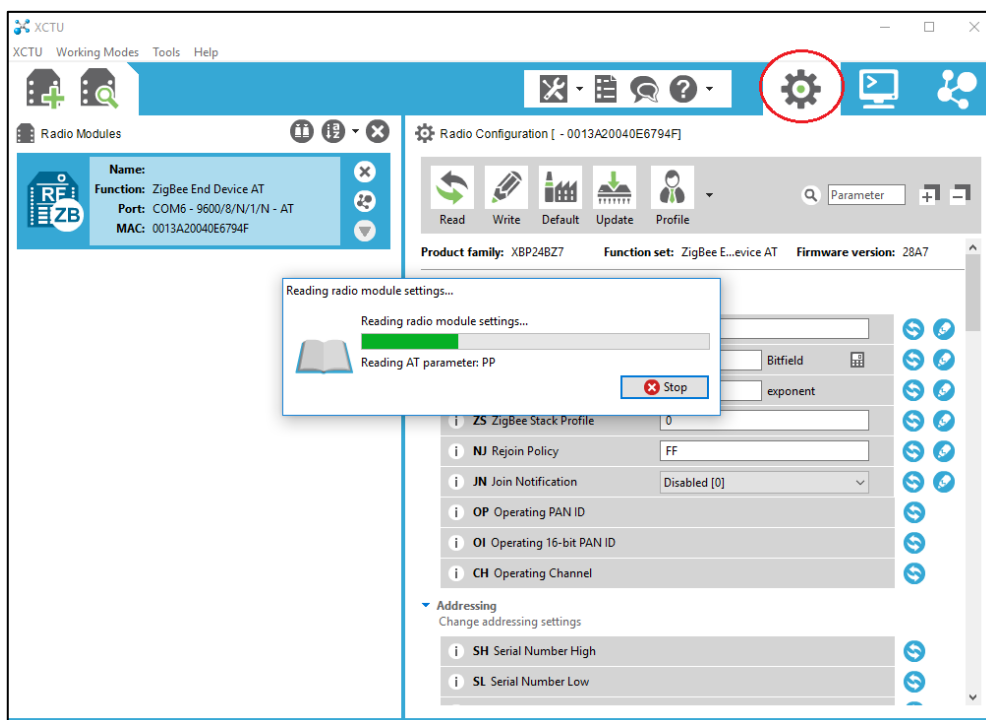 XCTU
XCTU Working Modes Tools Help
Radio Modules
Name:
Function: ZigBee End Device AT
Port: COM6 - 9600/8/N/1/N - AT
MAC: 0013A20040E6794F
RF
ZB
Radio Configuration [ - 0013A20040E6794F]
Read Write Default Update Profile
Parameter
Product family: XBP24BZ7 Function set: ZigBee E...evice AT Firmware version: 28A7
Reading radio module settings...
Reading radio module settings...
Reading AT parameter: PP
Stop
Bitfield
exponent
i ZS ZigBee Stack Profile 0
i NJ Rejoin Policy FF
i JN Join Notification Disabled [0]
i OP Operating PAN ID
i OI Operating 16-bit PAN ID
i CH Operating Channel
Addressing
Change addressing settings
i SH Serial Number High
i SL Serial Number Low